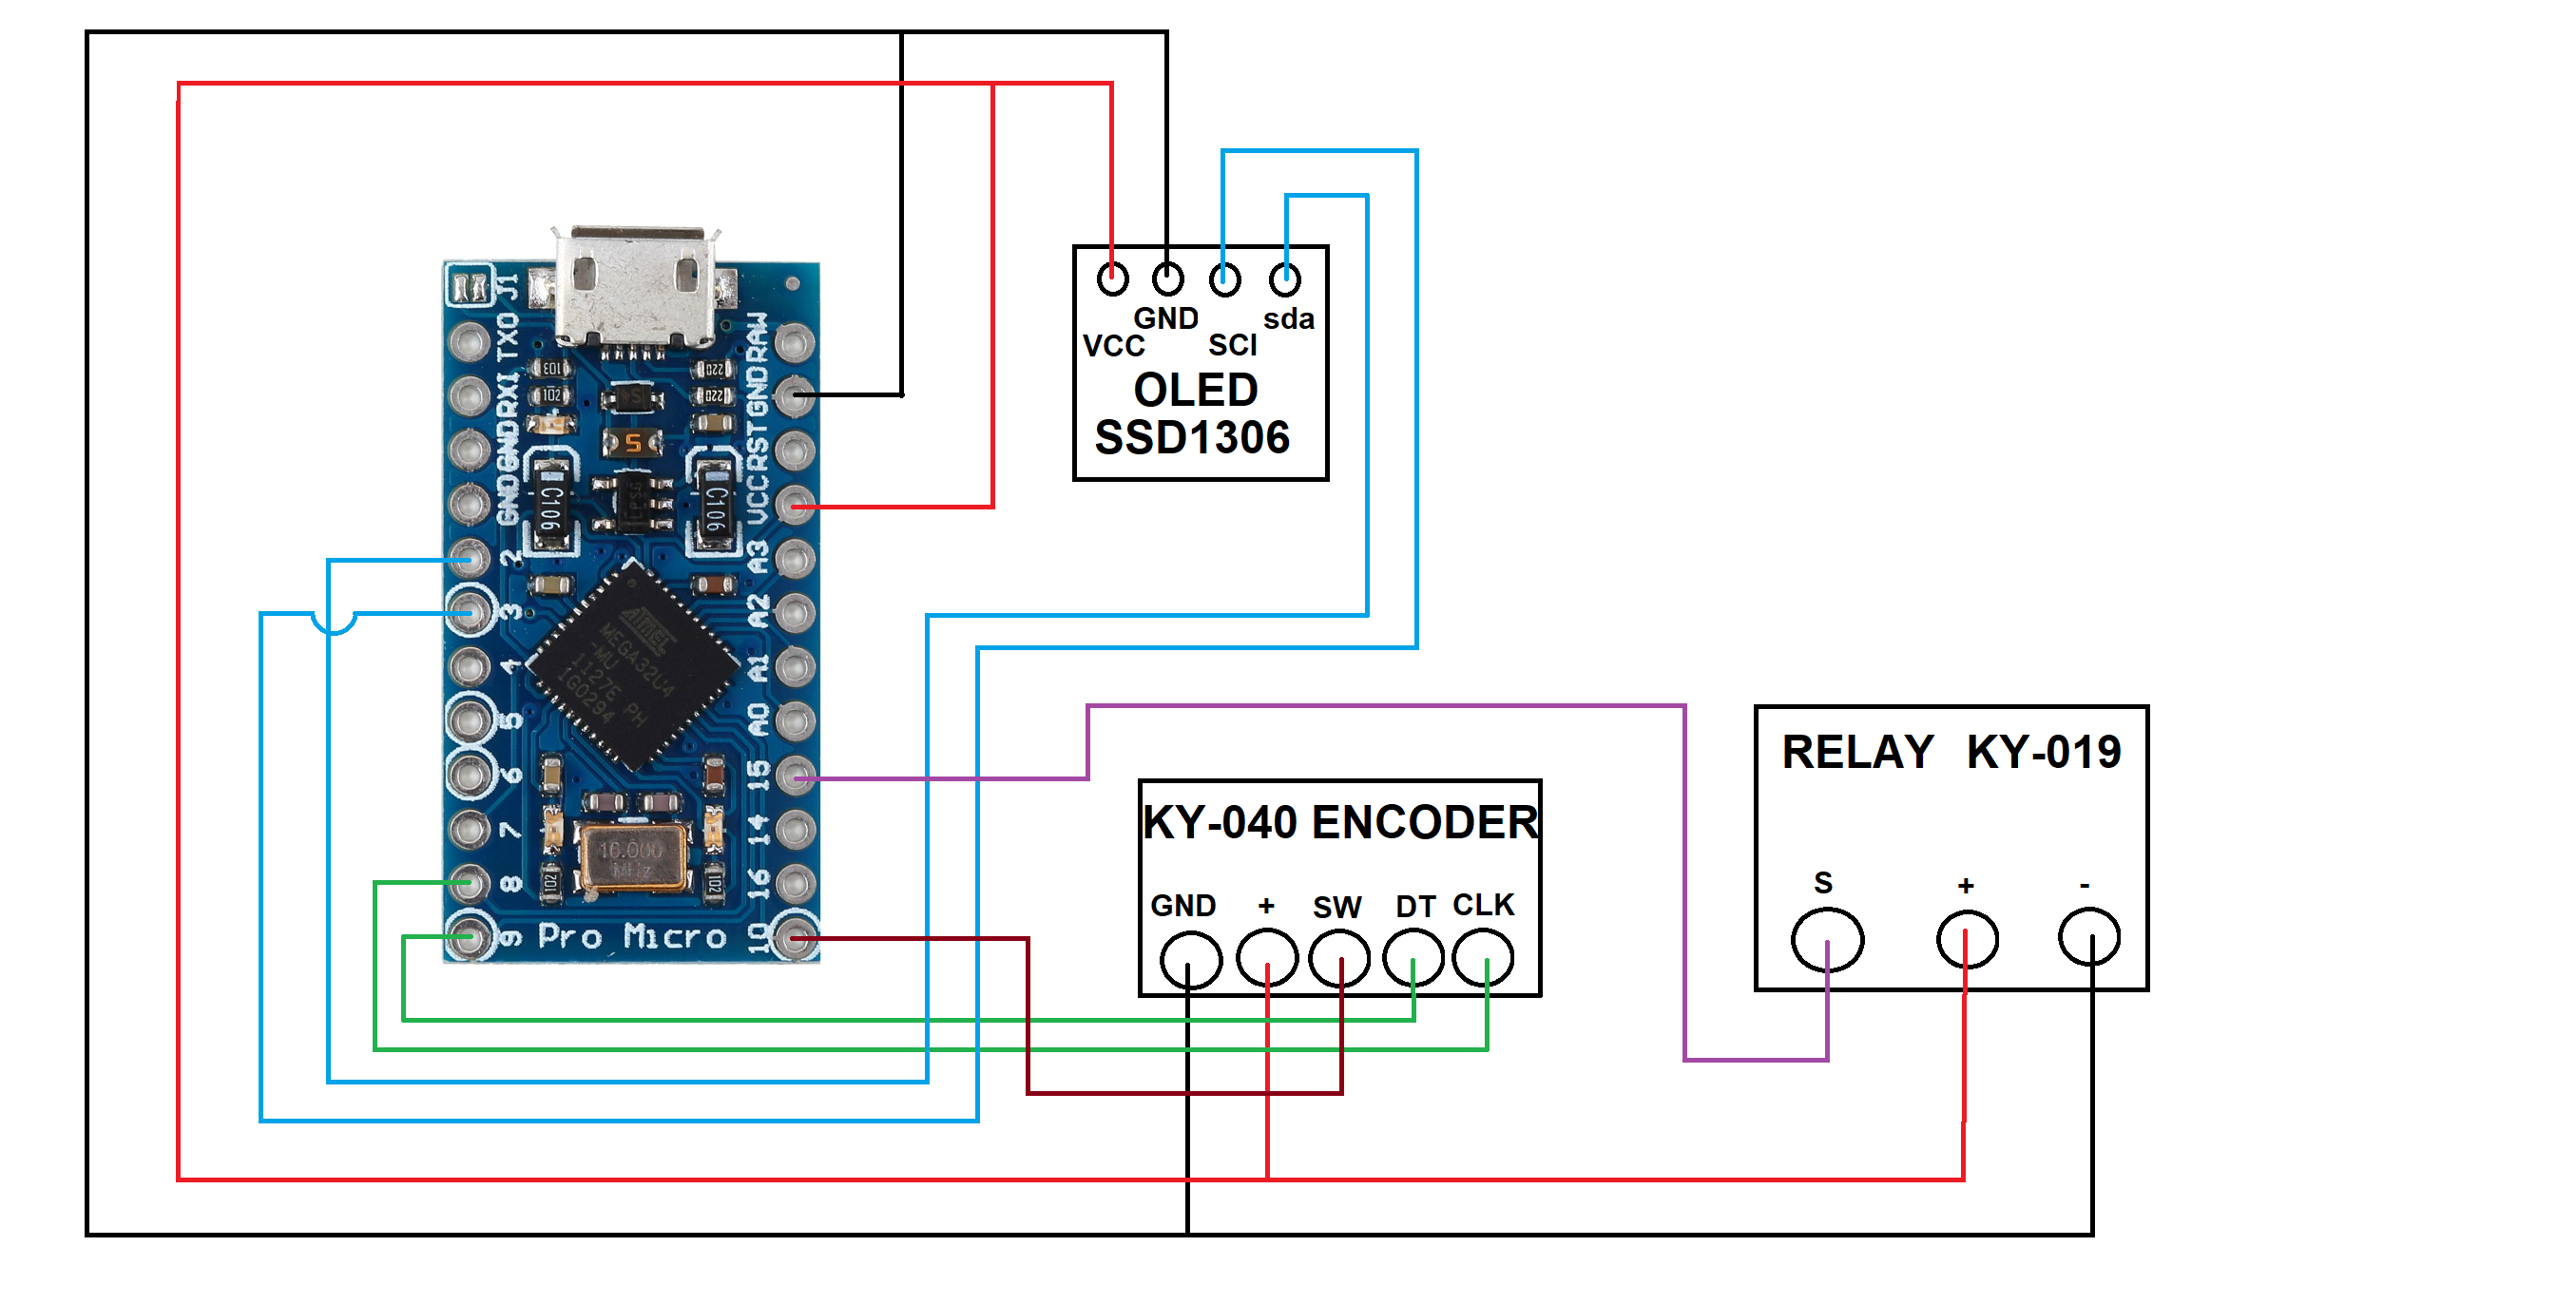 J1
TXO
RX1
GND
GND
2
3
4
5
6
7
8
9
RAW
GND
RST
VCC
A3
A2
A1
A0
15
14
16
10
103
102
220
220
S
C106
C106
ATMEL
MEGA32U4
-MU
1127E PH
1G0294
16.000
MHz
102
102
Pro Micro
VCC
GND
SCl
sda
OLED
SSD1306
KY-040 ENCODER
GND + SW DT CLK
RELAY KY-019
S + -